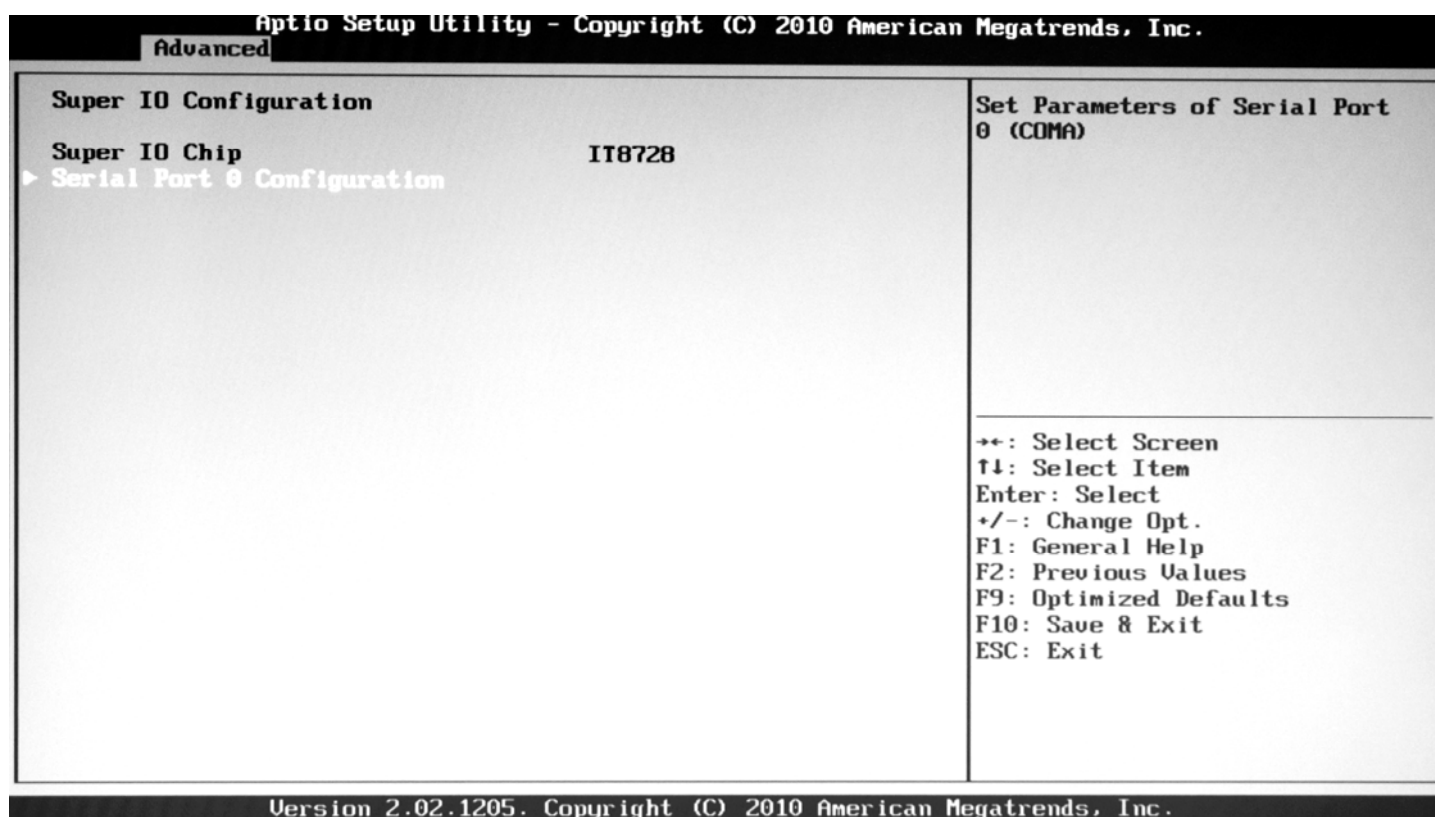 Aptio Setup Utility - Copyright (C) 2010 American Megatrends, Inc.
Advanced
Super IO Configuration
Super IO Chip IT8728
► Serial Port 0 Configuration
Set Parameters of Serial Port
0 (COMA)
→←: Select Screen
↑↓: Select Item
Enter: Select
+/-: Change Opt.
F1: General Help
F2: Previous Values
F9: Optimized Defaults
F10: Save & Exit
ESC: Exit
Version 2.02.1205. Copyright (C) 2010 American Megatrends, Inc.